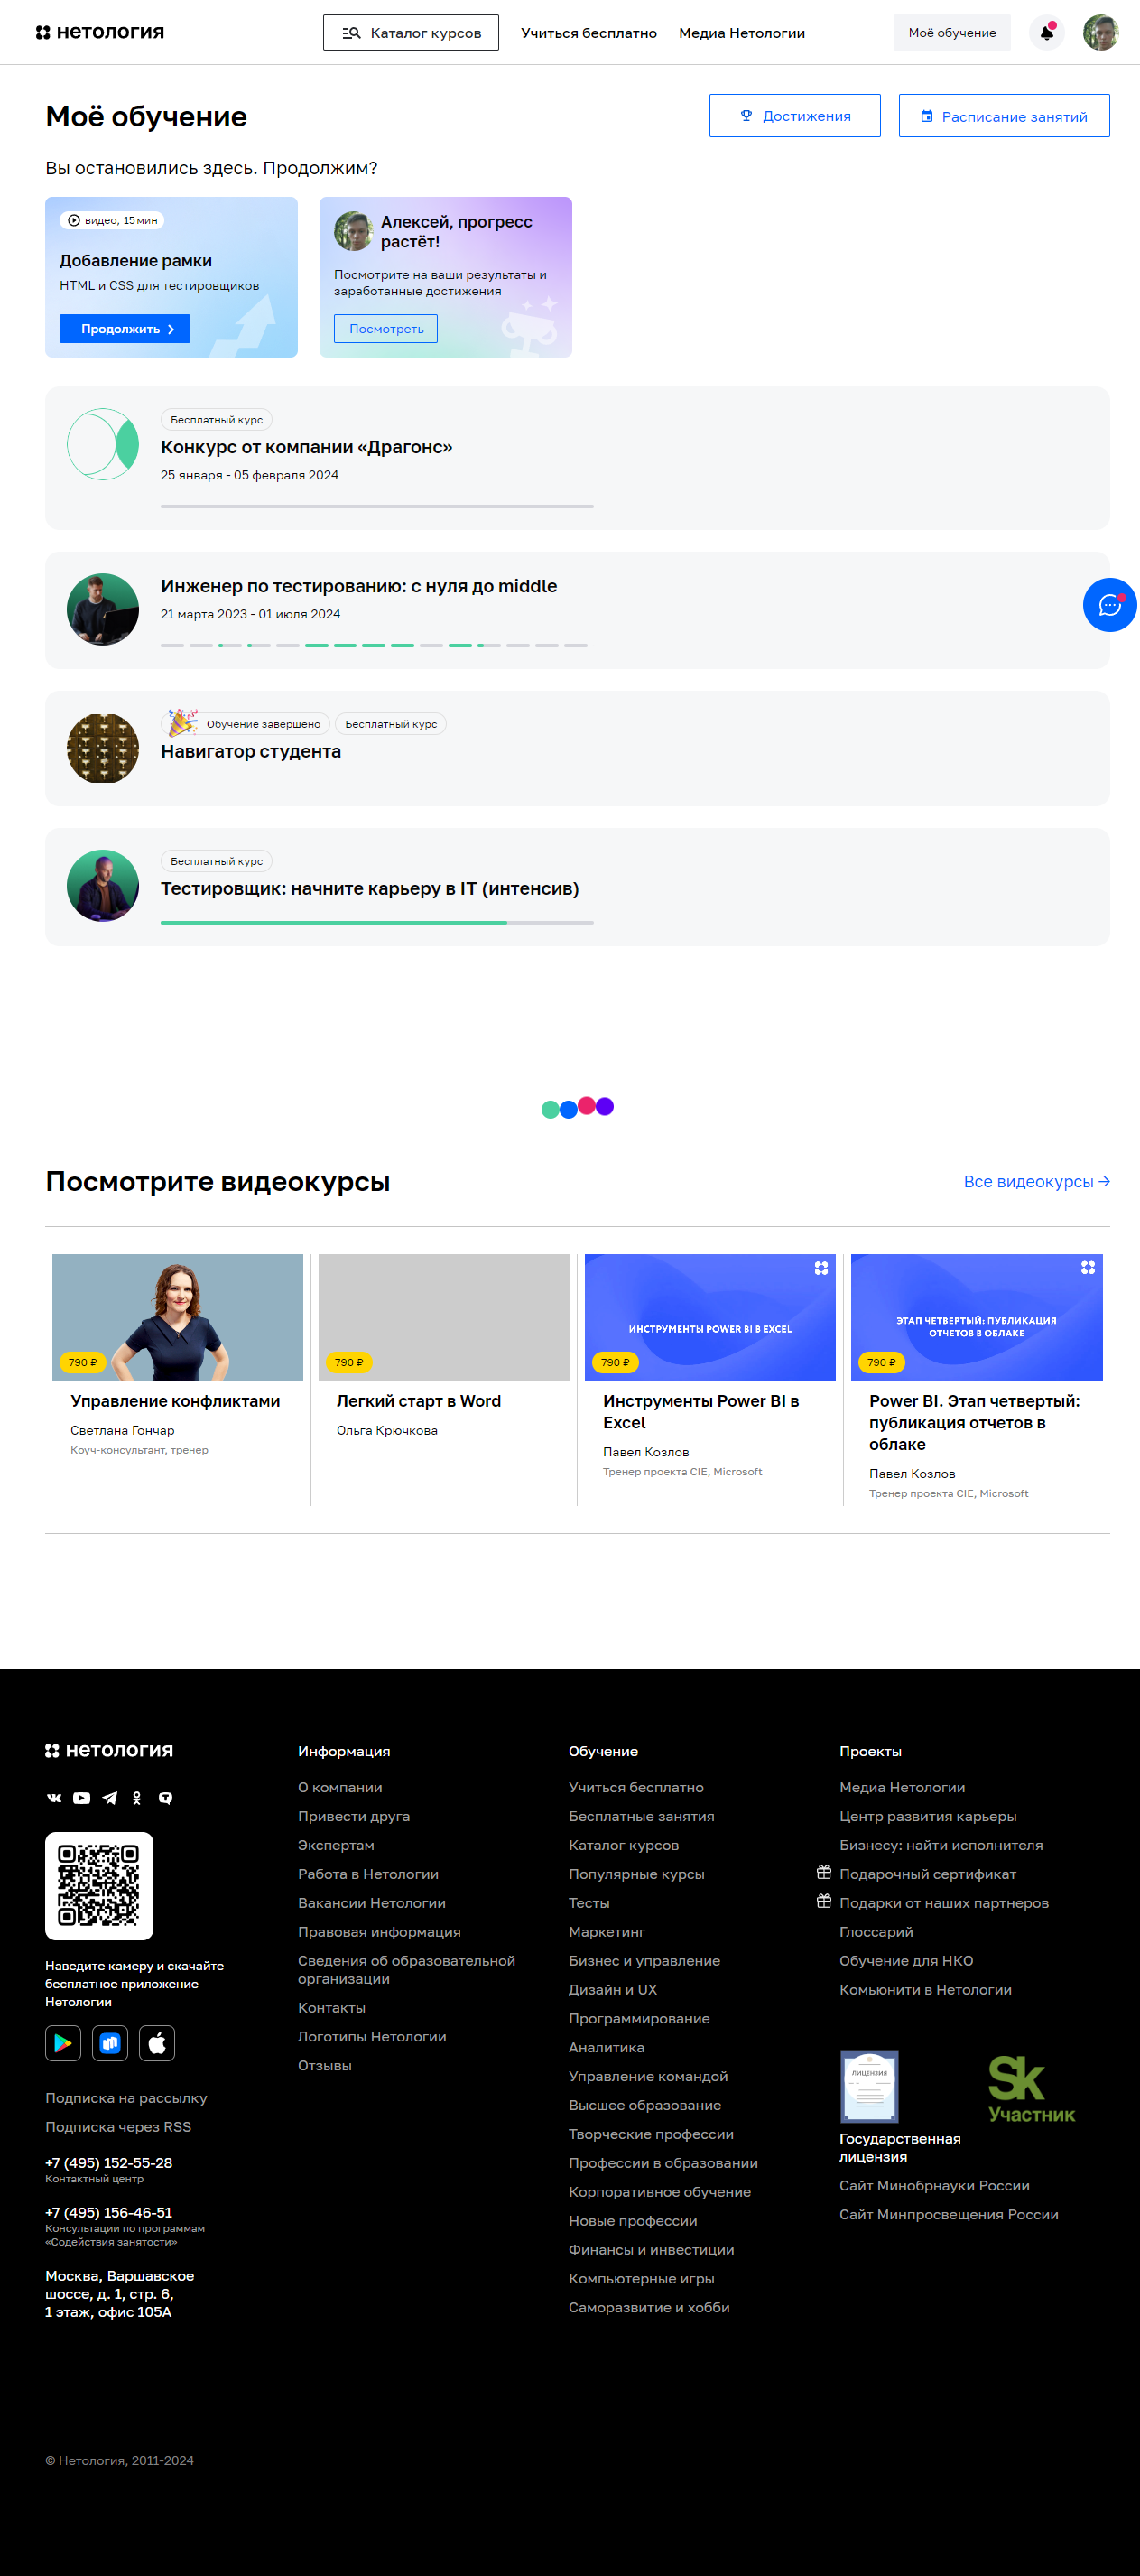 нетология
Каталог курсов
Учиться бесплатно
Медиа Нетологии
Моё обучение
Моё обучение
Достижения
Расписание занятий
Вы остановились здесь. Продолжим?
видео, 15 мин
Добавление рамки
HTML и CSS для тестировщиков
Продолжить
Алексей, прогресс
растёт!
Посмотрите на ваши результаты и
заработанные достижения
Посмотреть
Бесплатный курс
Конкурс от компании «Драгонс»
25 января - 05 февраля 2024
Инженер по тестированию: с нуля до middle
21 марта 2023 - 01 июля 2024
Обучение завершено
Бесплатный курс
Навигатор студента
Бесплатный курс
Тестировщик: начните карьеру в IT (интенсив)
Посмотрите видеокурсы
Все видеокурсы →
790 ₽
Управление конфликтами
Светлана Гончар
Коуч-консультант, тренер
790 ₽
Легкий старт в Word
Ольга Крючкова
ИНСТРУМЕНТЫ POWER BI В EXCEL
790 ₽
Инструменты Power BI в
Excel
Павел Козлов
Тренер проекта CIE, Microsoft
ЭТАП ЧЕТВЕРТЫЙ: ПУБЛИКАЦИЯ
ОТЧЕТОВ В ОБЛАКЕ
790 ₽
Power BI. Этап четвертый:
публикация отчетов в
облаке
Павел Козлов
Тренер проекта CIE, Microsoft
нетология
Наведите камеру и скачайте
бесплатное приложение
Нетологии
Подписка на рассылку
Подписка через RSS
+7 (495) 152-55-28
Контактный центр
+7 (495) 156-46-51
Консультации по программам
«Содействия занятости»
Москва, Варшавское
шоссе, д. 1, стр. 6,
1 этаж, офис 105А
Информация
О компании
Привести друга
Экспертам
Работа в Нетологии
Вакансии Нетологии
Правовая информация
Сведения об образовательной
организации
Контакты
Логотипы Нетологии
Отзывы
Обучение
Учиться бесплатно
Бесплатные занятия
Каталог курсов
Популярные курсы
Тесты
Маркетинг
Бизнес и управление
Дизайн и UX
Программирование
Аналитика
Управление командой
Высшее образование
Творческие профессии
Профессии в образовании
Корпоративное обучение
Новые профессии
Финансы и инвестиции
Компьютерные игры
Саморазвитие и хобби
Проекты
Медиа Нетологии
Центр развития карьеры
Бизнесу: найти исполнителя
Подарочный сертификат
Подарки от наших партнеров
Глоссарий
Обучение для НКО
Комьюнити в Нетологии
ЛИЦЕНЗИЯ
Государственная
лицензия
Sk
Участник
Сайт Минобрнауки России
Сайт Минпросвещения России
© Нетология, 2011-2024